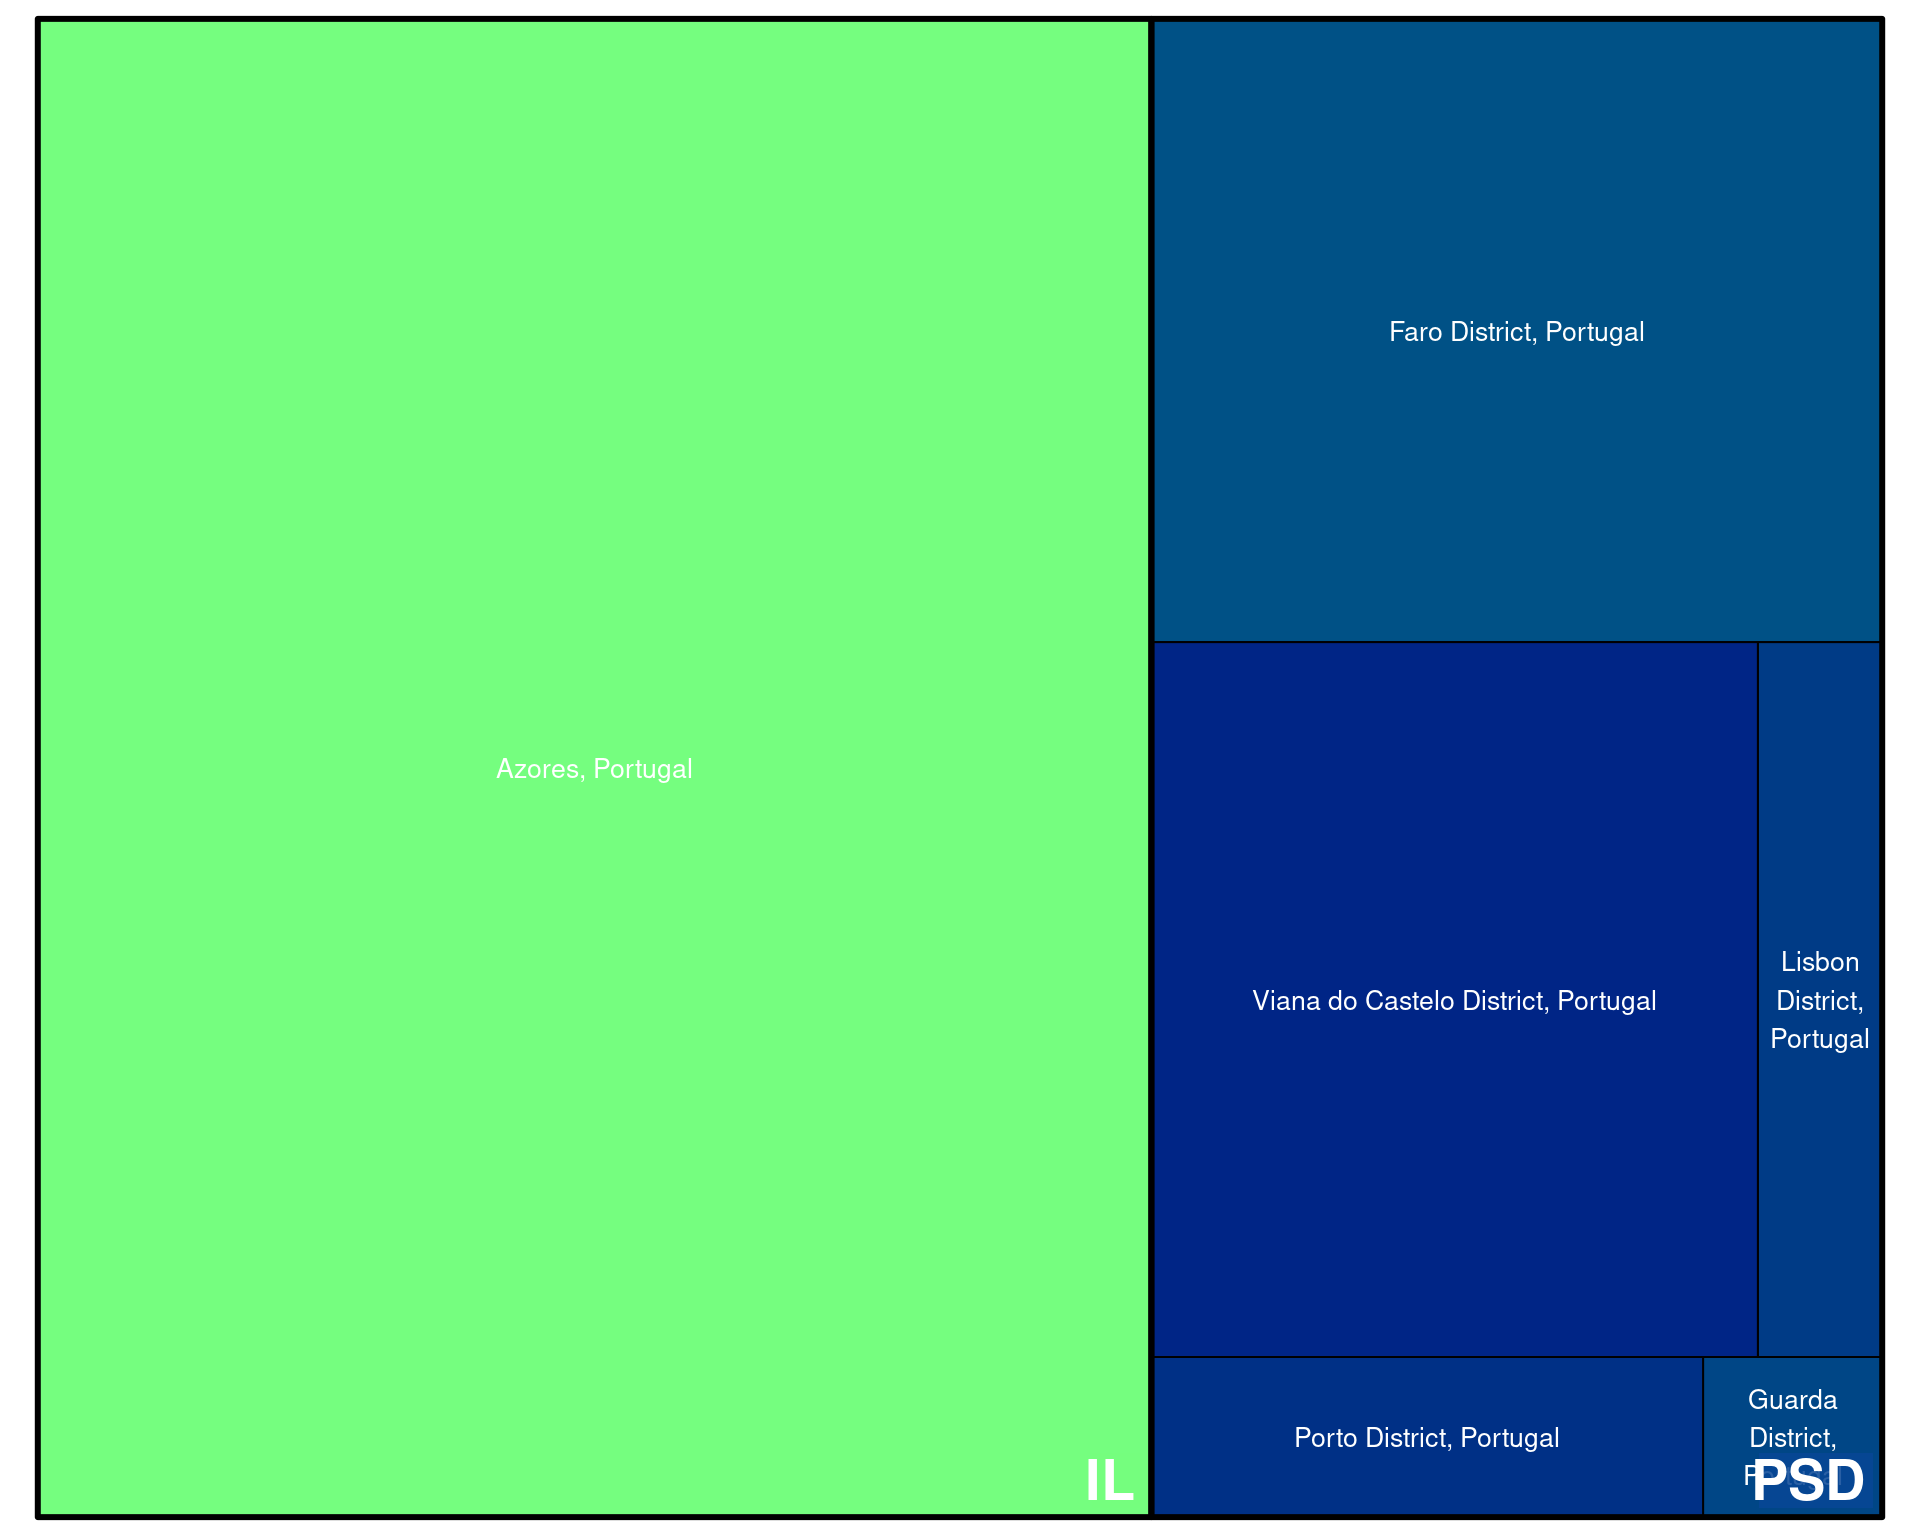 Azores, Portugal
IL
Faro District, Portugal
Viana do Castelo District, Portugal
Lisbon
District,
Portugal
Porto District, Portugal
Guarda
District,
PSD